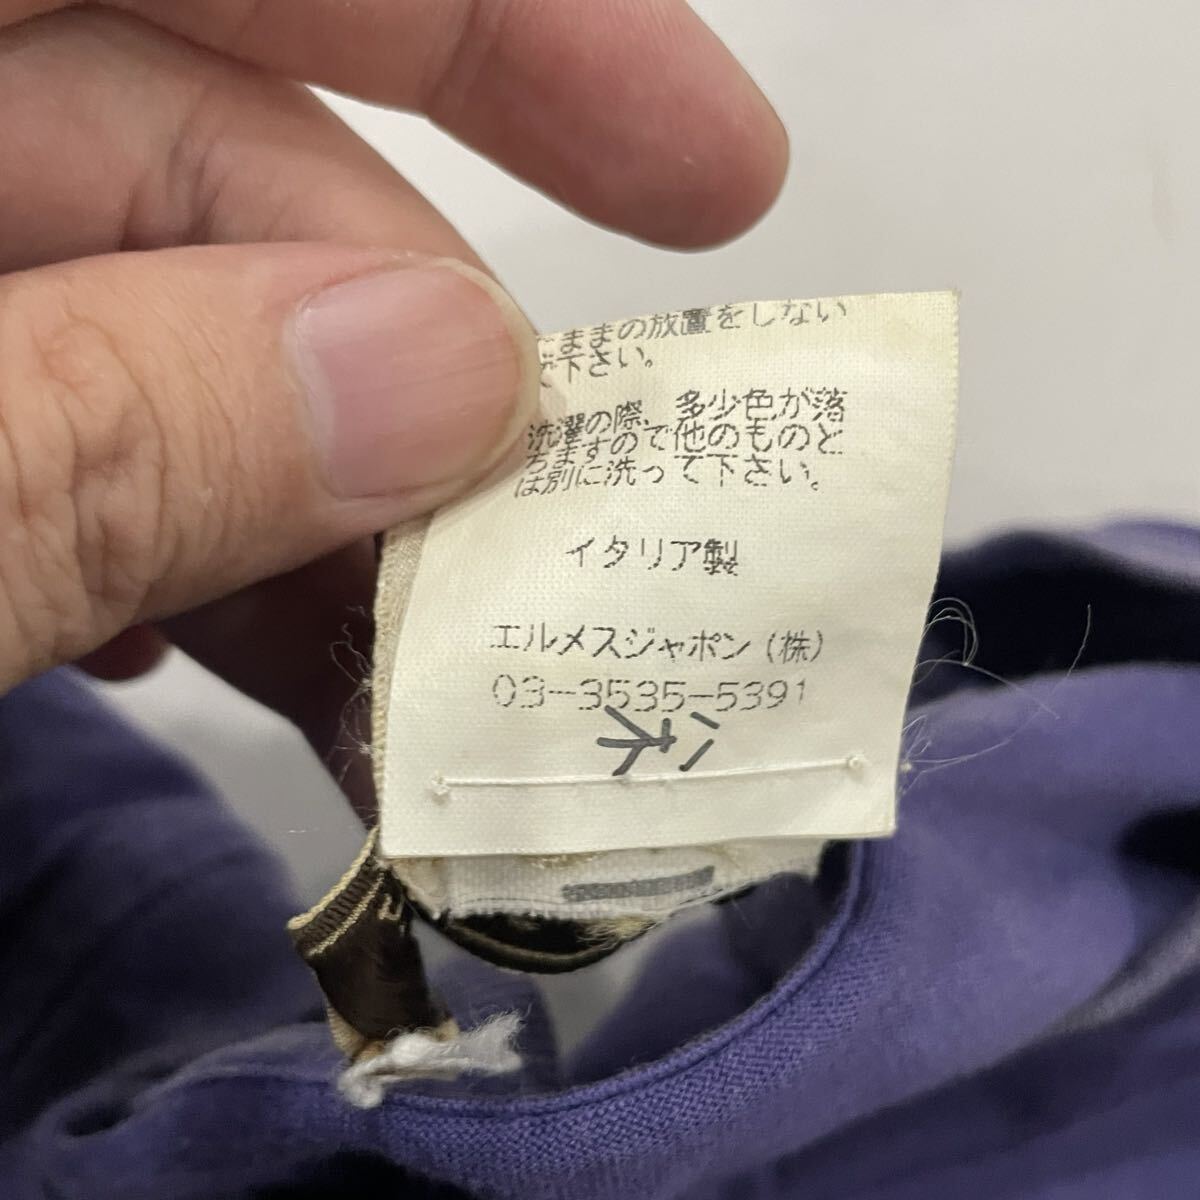 ままの放置をしない
で下さい。
洗濯の際、多少色が落
ちますので他のものと
は別に洗って下さい。
イタリア製
エルメスジャポン(株)
03-3535-5391